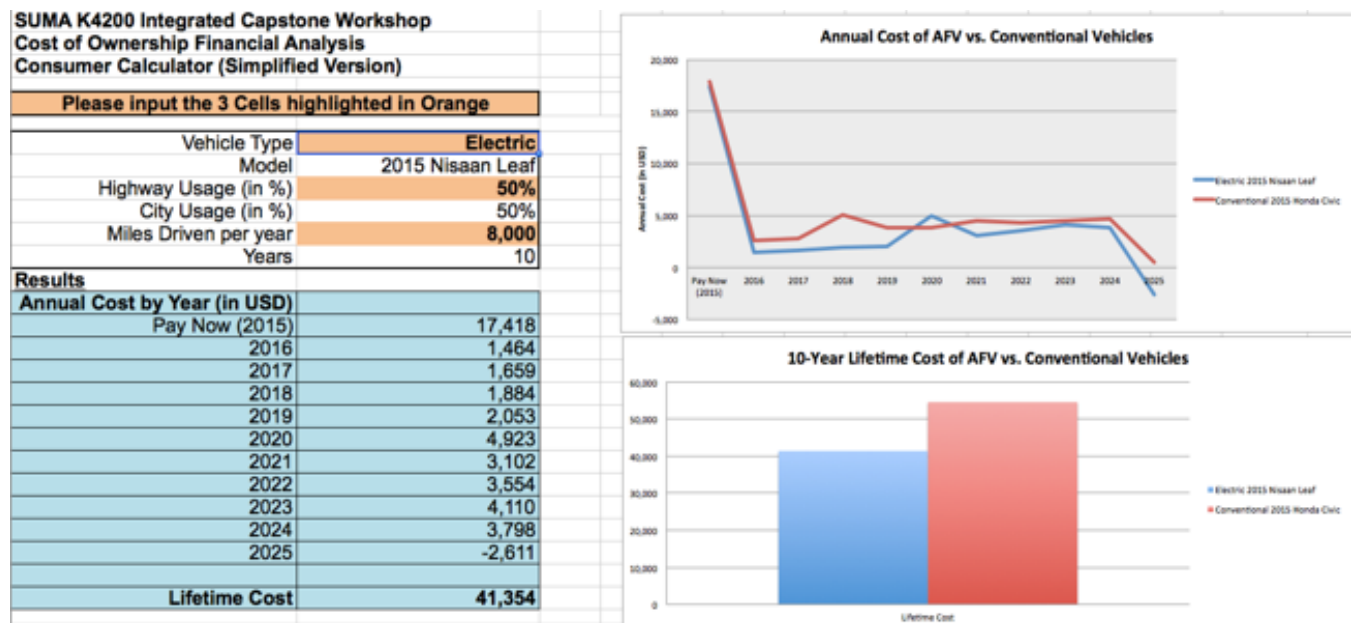 SUMA K4200 Integrated Capstone Workshop
Cost of Ownership Financial Analysis
Consumer Calculator (Simplified Version)
Please input the 3 Cells highlighted in Orange
Vehicle Type Electric
Model 2015 Nisaan Leaf
Highway Usage (in %) 50%
City Usage (in %) 50%
Miles Driven per year 8,000
Years 10
Results
Annual Cost by Year (in USD)
Pay Now (2015) 17,418
2016 1,464
2017 1,659
2018 1,884
2019 2,053
2020 4,923
2021 3,102
2022 3,554
2023 4,110
2024 3,798
2025 -2,611
Lifetime Cost 41,354
Annual Cost of AFV vs. Conventional Vehicles
20,000
15,000
10,000
5,000
0
-5,000
Annual Cost (in USD)
Pay Now (2015) 2016 2017 2018 2019 2020 2021 2022 2023 2024 2025
Electric 2015 Nisaan Leaf
Conventional 2015 Honda Civic
10-Year Lifetime Cost of AFV vs. Conventional Vehicles
60,000
50,000
40,000
30,000
20,000
10,000
0
Lifetime Cost
Electric 2015 Nisaan Leaf
Conventional 2015 Honda Civic